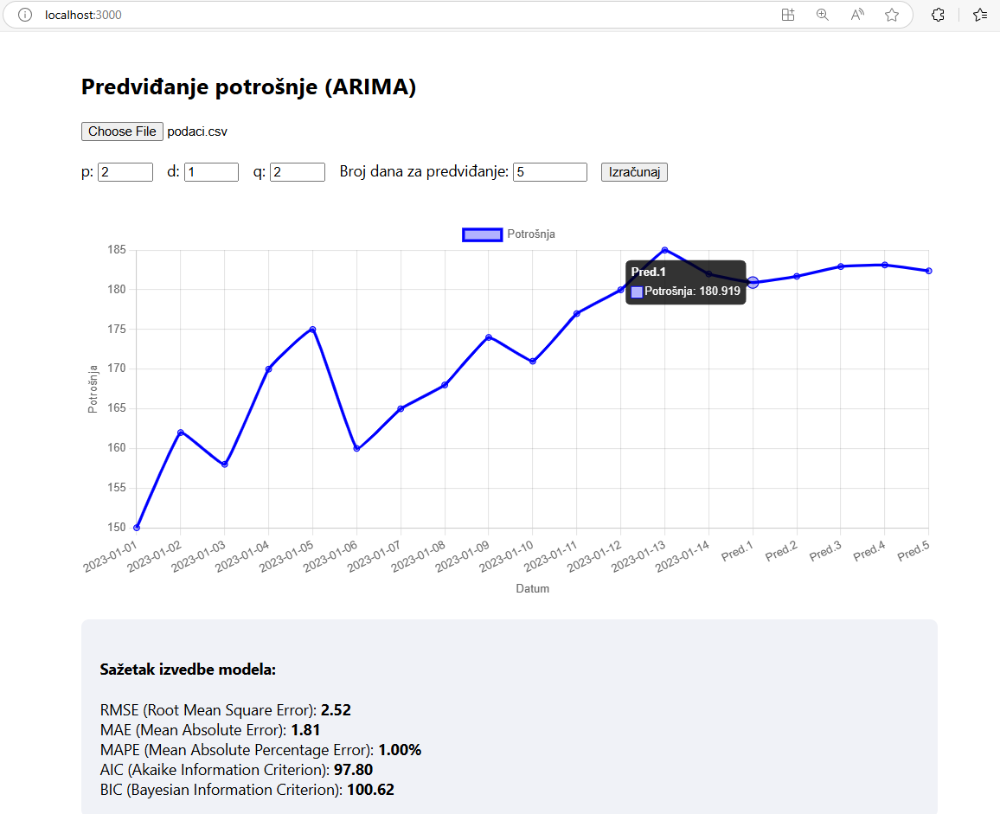 localhost:3000
Predviđanje potrošnje (ARIMA)
Choose File podaci.csv
p: 2 d: 1 q: 2 Broj dana za predviđanje: 5 Izračunaj
Potrošnja
185
180
175
170
165
160
155
150
Potrošnja
Pred.1
Potrošnja: 180.919
2023-01-01 2023-01-02 2023-01-03 2023-01-04 2023-01-05 2023-01-06 2023-01-07 2023-01-08 2023-01-09 2023-01-10 2023-01-11 2023-01-12 2023-01-13 2023-01-14 Pred.1 Pred.2 Pred.3 Pred.4 Pred.5
Datum
Sažetak izvedbe modela:
RMSE (Root Mean Square Error): 2.52
MAE (Mean Absolute Error): 1.81
MAPE (Mean Absolute Percentage Error): 1.00%
AIC (Akaike Information Criterion): 97.80
BIC (Bayesian Information Criterion): 100.62